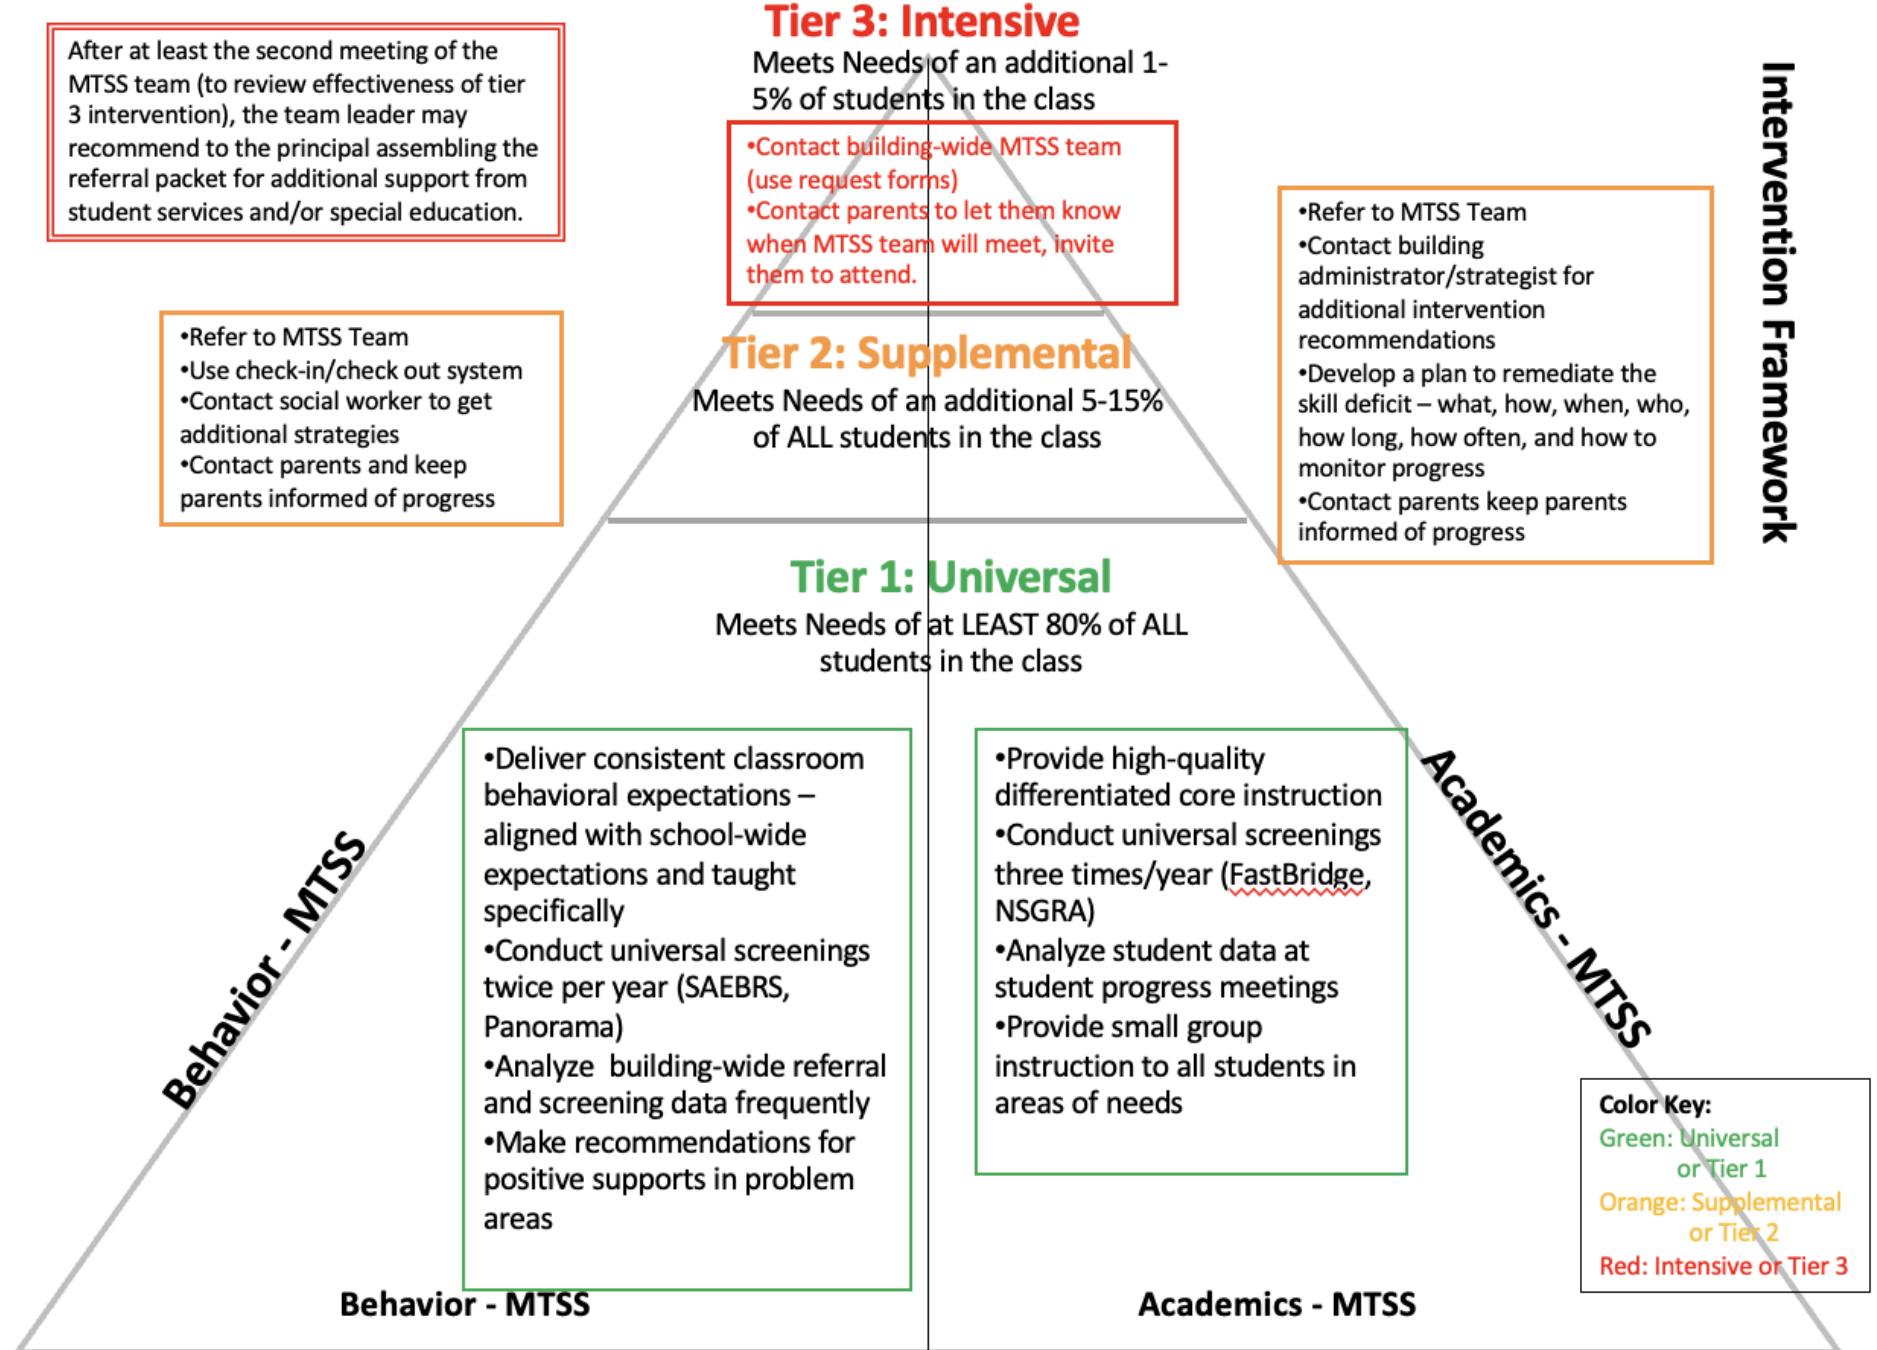 Tier 3: Intensive
Meets Needs of an additional 1-
5% of students in the class
After at least the second meeting of the
MTSS team (to review effectiveness of tier
3 intervention), the team leader may
recommend to the principal assembling the
referral packet for additional support from
student services and/or special education.
•Contact building-wide MTSS team
(use request forms)
•Contact parents to let them know
when MTSS team will meet, invite
them to attend.
Intervention Framework
Tier 2: Supplemental
Meets Needs of an additional 5-15%
of ALL students in the class
•Refer to MTSS Team
•Use check-in/check out system
•Contact social worker to get
additional strategies
•Contact parents and keep
parents informed of progress
•Refer to MTSS Team
•Contact building
administrator/strategist for
additional intervention
recommendations
•Develop a plan to remediate the
skill deficit – what, how, when, who,
how long, how often, and how to
monitor progress
•Contact parents keep parents
informed of progress
Tier 1: Universal
Meets Needs of at LEAST 80% of ALL
students in the class
Behavior - MTSS
•Deliver consistent classroom
behavioral expectations –
aligned with school-wide
expectations and taught
specifically
•Conduct universal screenings
twice per year (SAEBRS,
Panorama)
•Analyze  building-wide referral
and screening data frequently
•Make recommendations for
positive supports in problem
areas
•Provide high-quality
differentiated core instruction
•Conduct universal screenings
three times/year (FastBridge,
NSGRA)
•Analyze student data at
student progress meetings
•Provide small group
instruction to all students in
areas of needs
Academics - MTSS
Color Key:
Green: Universal
or Tier 1
Orange: Supplemental
or Tier 2
Red: Intensive or Tier 3
Behavior - MTSS
Academics - MTSS